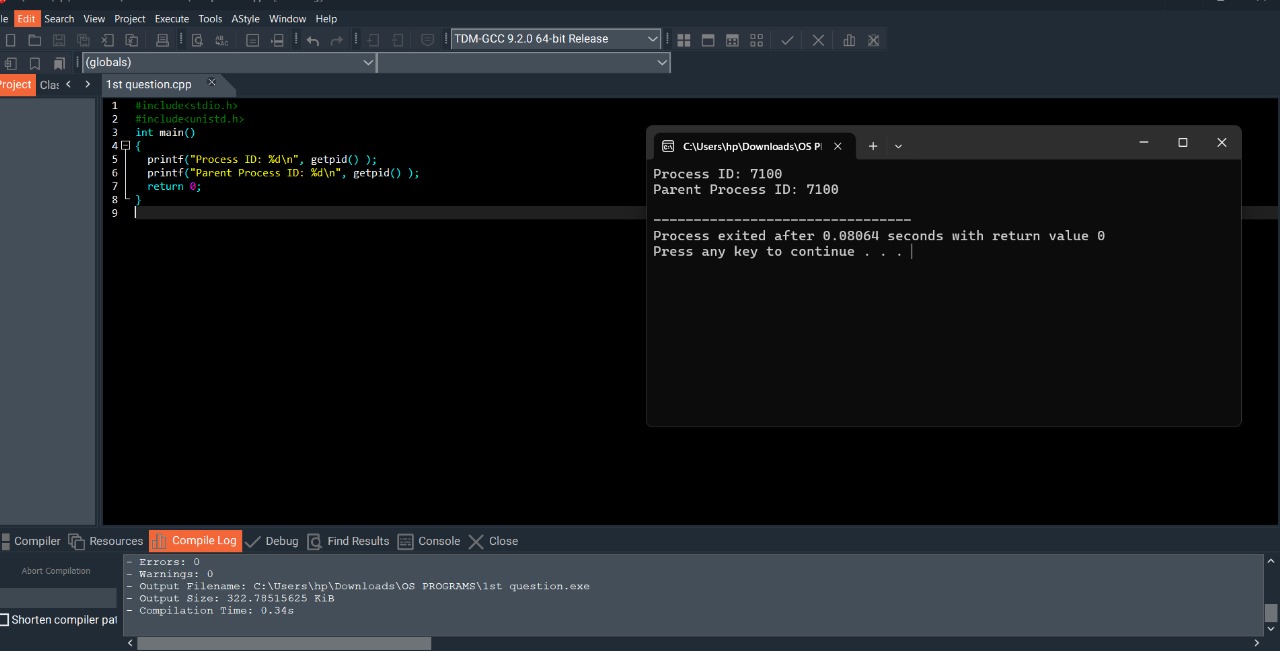 le Edit Search View Project Execute Tools AStyle Window Help
TDM-GCC 9.2.0 64-bit Release
(globals)
Project Clas 1st question.cpp
1 #include<stdio.h>
2 #include<unistd.h>
3 int main()
4 {
5 printf("Process ID: %d\n", getpid() );
6 printf("Parent Process ID: %d\n", getpid() );
7 return 0;
8 }
9
C:\Users\hp\Downloads\OS P
Process ID: 7100
Parent Process ID: 7100
--------------------------------
Process exited after 0.08064 seconds with return value 0
Press any key to continue . . .
Compiler Resources Compile Log Debug Find Results Console Close
Abort Compilation
Shorten compiler pat
- Errors: 0
- Warnings: 0
- Output Filename: C:\Users\hp\Downloads\OS PROGRAMS\1st question.exe
- Output Size: 322.78515625 KiB
- Compilation Time: 0.34s